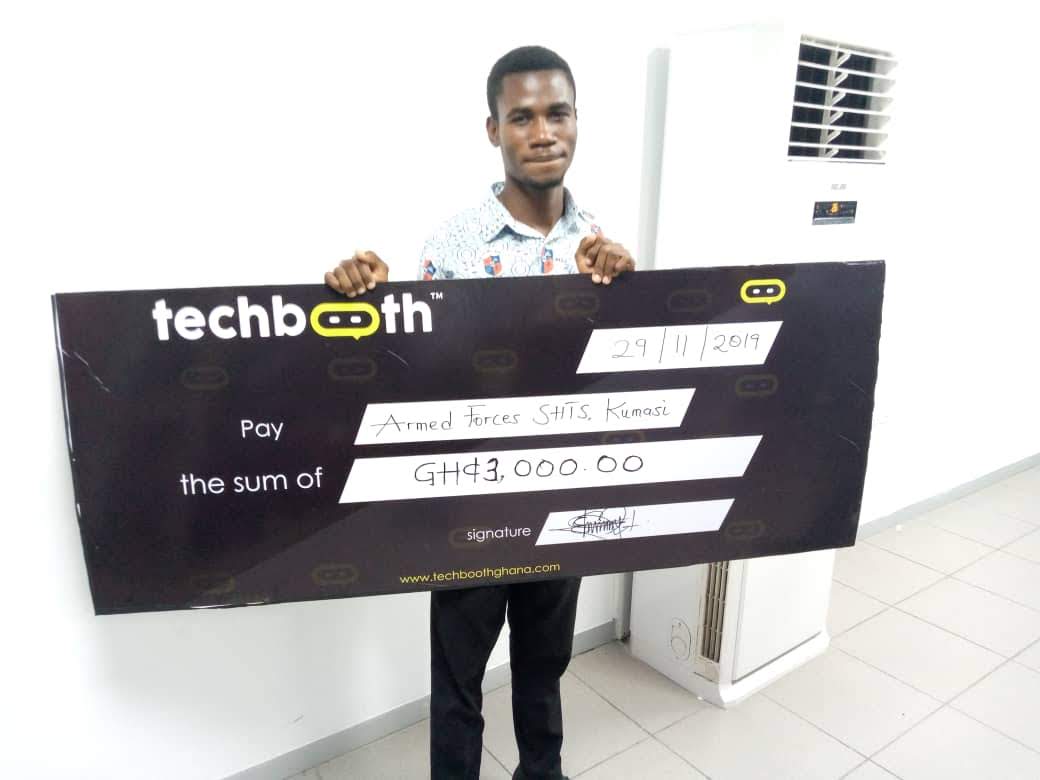 techbooth™
29/11/2019
Pay Armed Forces SHTS, Kumasi
the sum of GH₵3,000.00
signature
www.techboothghana.com